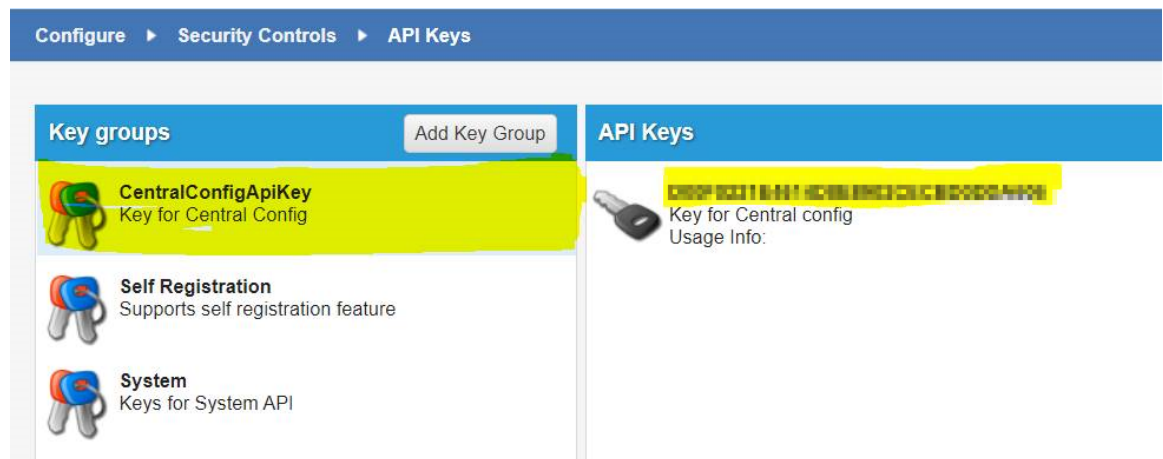 Configure ▶ Security Controls ▶ API Keys
Key groups
Add Key Group
CentralConfigApiKey
Key for Central Config
Self Registration
Supports self registration feature
System
Keys for System API
API Keys
Key for Central config
Usage Info: